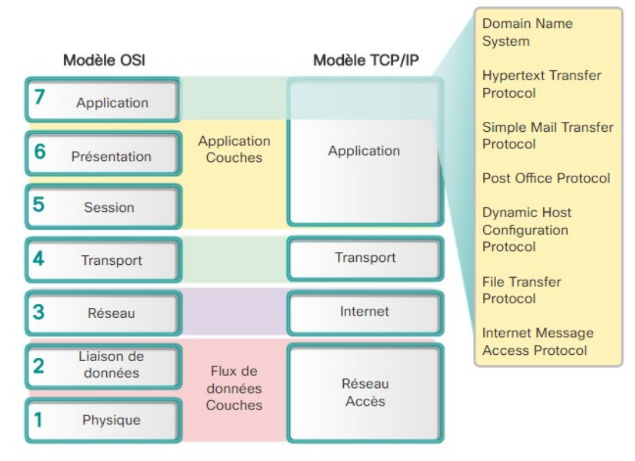 Modèle OSI
Modèle TCP/IP
7 Application
6 Présentation
5 Session
4 Transport
3 Réseau
2 Liaison de
données
1 Physique
Application
Couches
Flux de
données
Couches
Application
Transport
Internet
Réseau
Accès
Domain Name
System
Hypertext Transfer
Protocol
Simple Mail Transfer
Protocol
Post Office Protocol
Dynamic Host
Configuration
Protocol
File Transfer
Protocol
Internet Message
Access Protocol